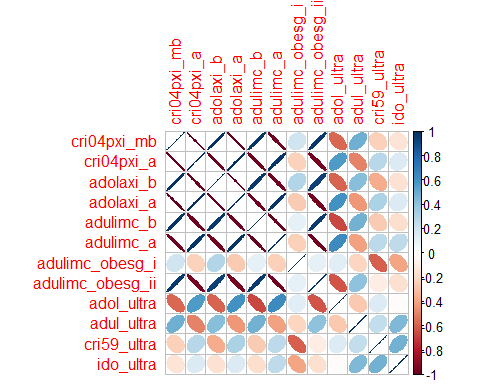 cri04pxi_mb
cri04pxi_a
adolaxi_b
adolaxi_a
adulimc_b
adulimc_a
adulimc_obesg_i
adulimc_obesg_ii
adol_ultra
adul_ultra
cri59_ultra
ido_ultra
cri04pxi_mb
cri04pxi_a
adolaxi_b
adolaxi_a
adulimc_b
adulimc_a
adulimc_obesg_i
adulimc_obesg_ii
adol_ultra
adul_ultra
cri59_ultra
ido_ultra
1
0.8
0.6
0.4
0.2
0
-0.2
-0.4
-0.6
-0.8
-1